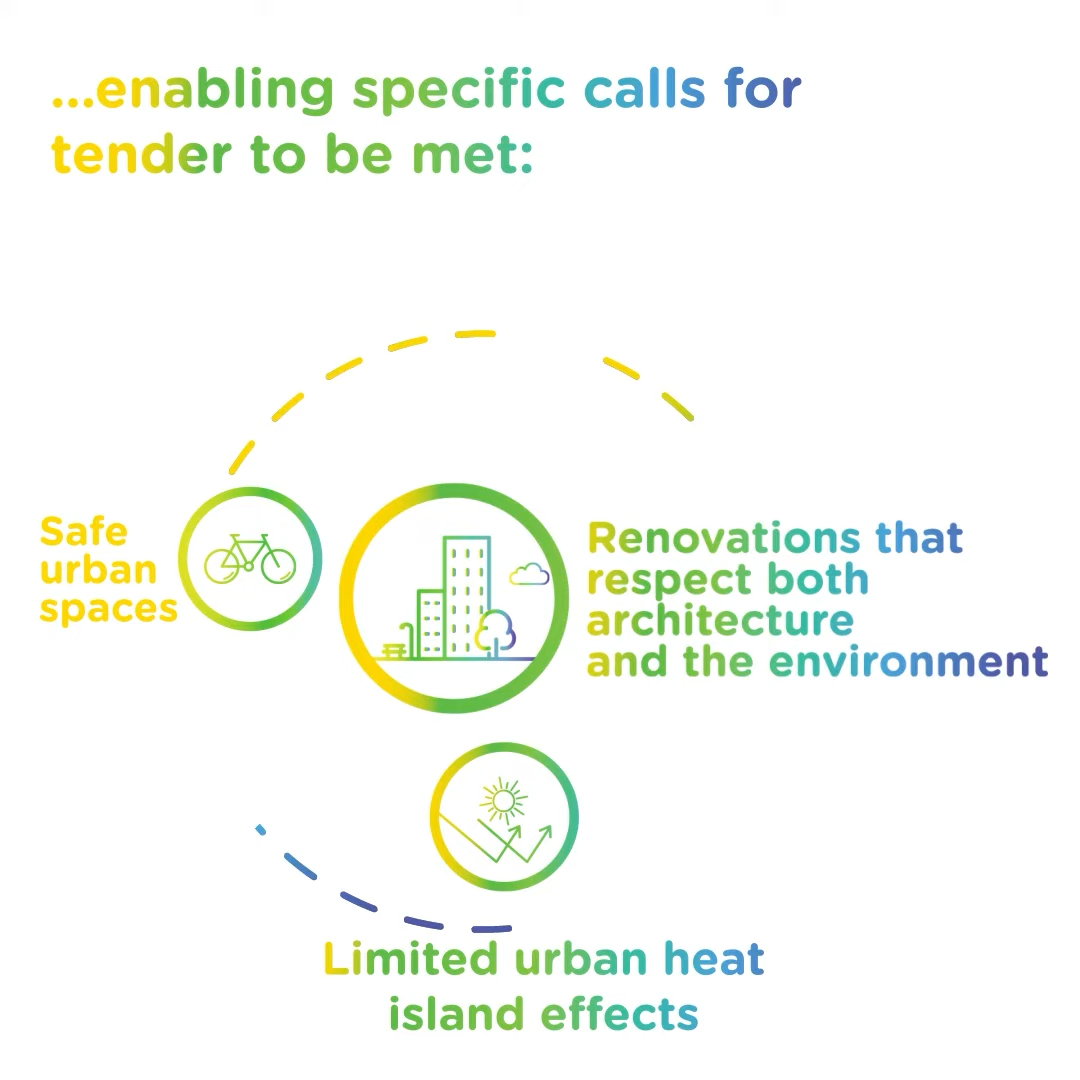 ...enabling specific calls for
tender to be met:
Safe
urban
spaces
Renovations that
respect both
architecture
and the environment
Limited urban heat
island effects